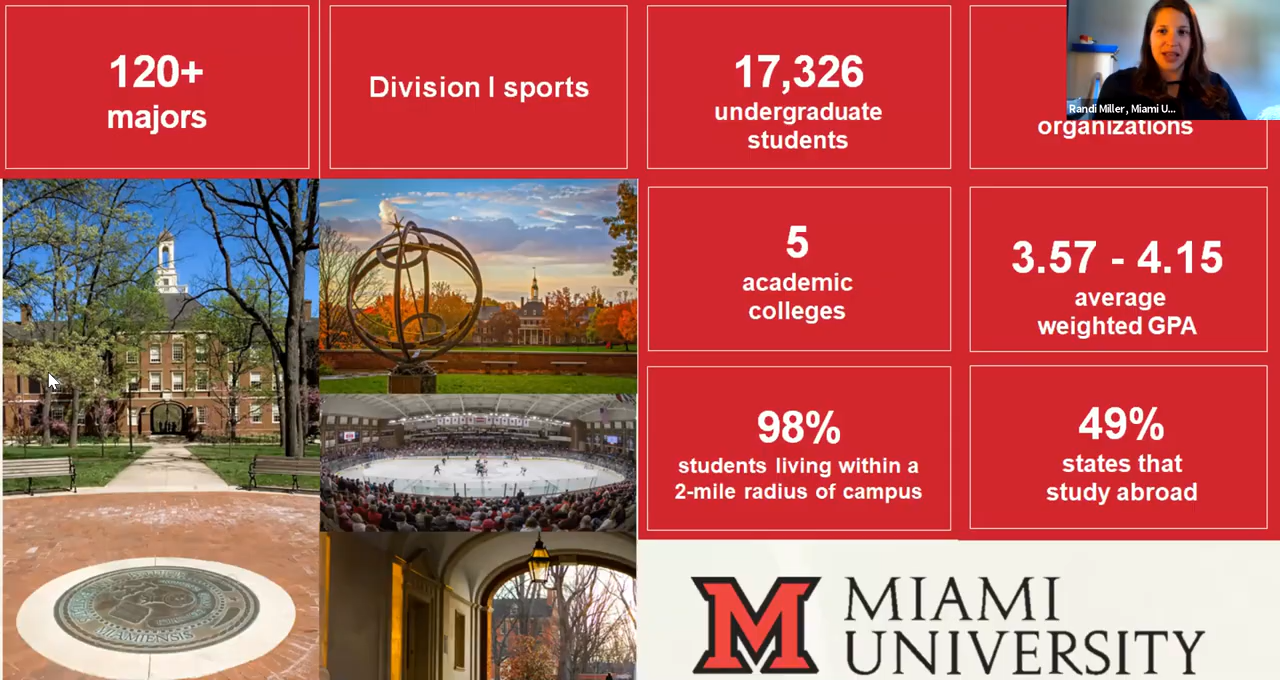 120+
majors
Division I sports
17,326
undergraduate
students
Randi Miller, Miami U...
organizations
5
academic
colleges
3.57 - 4.15
average
weighted GPA
98%
students living within a
2-mile radius of campus
49%
states that
study abroad
MIAMIENSIS
M MIAMI
UNIVERSITY